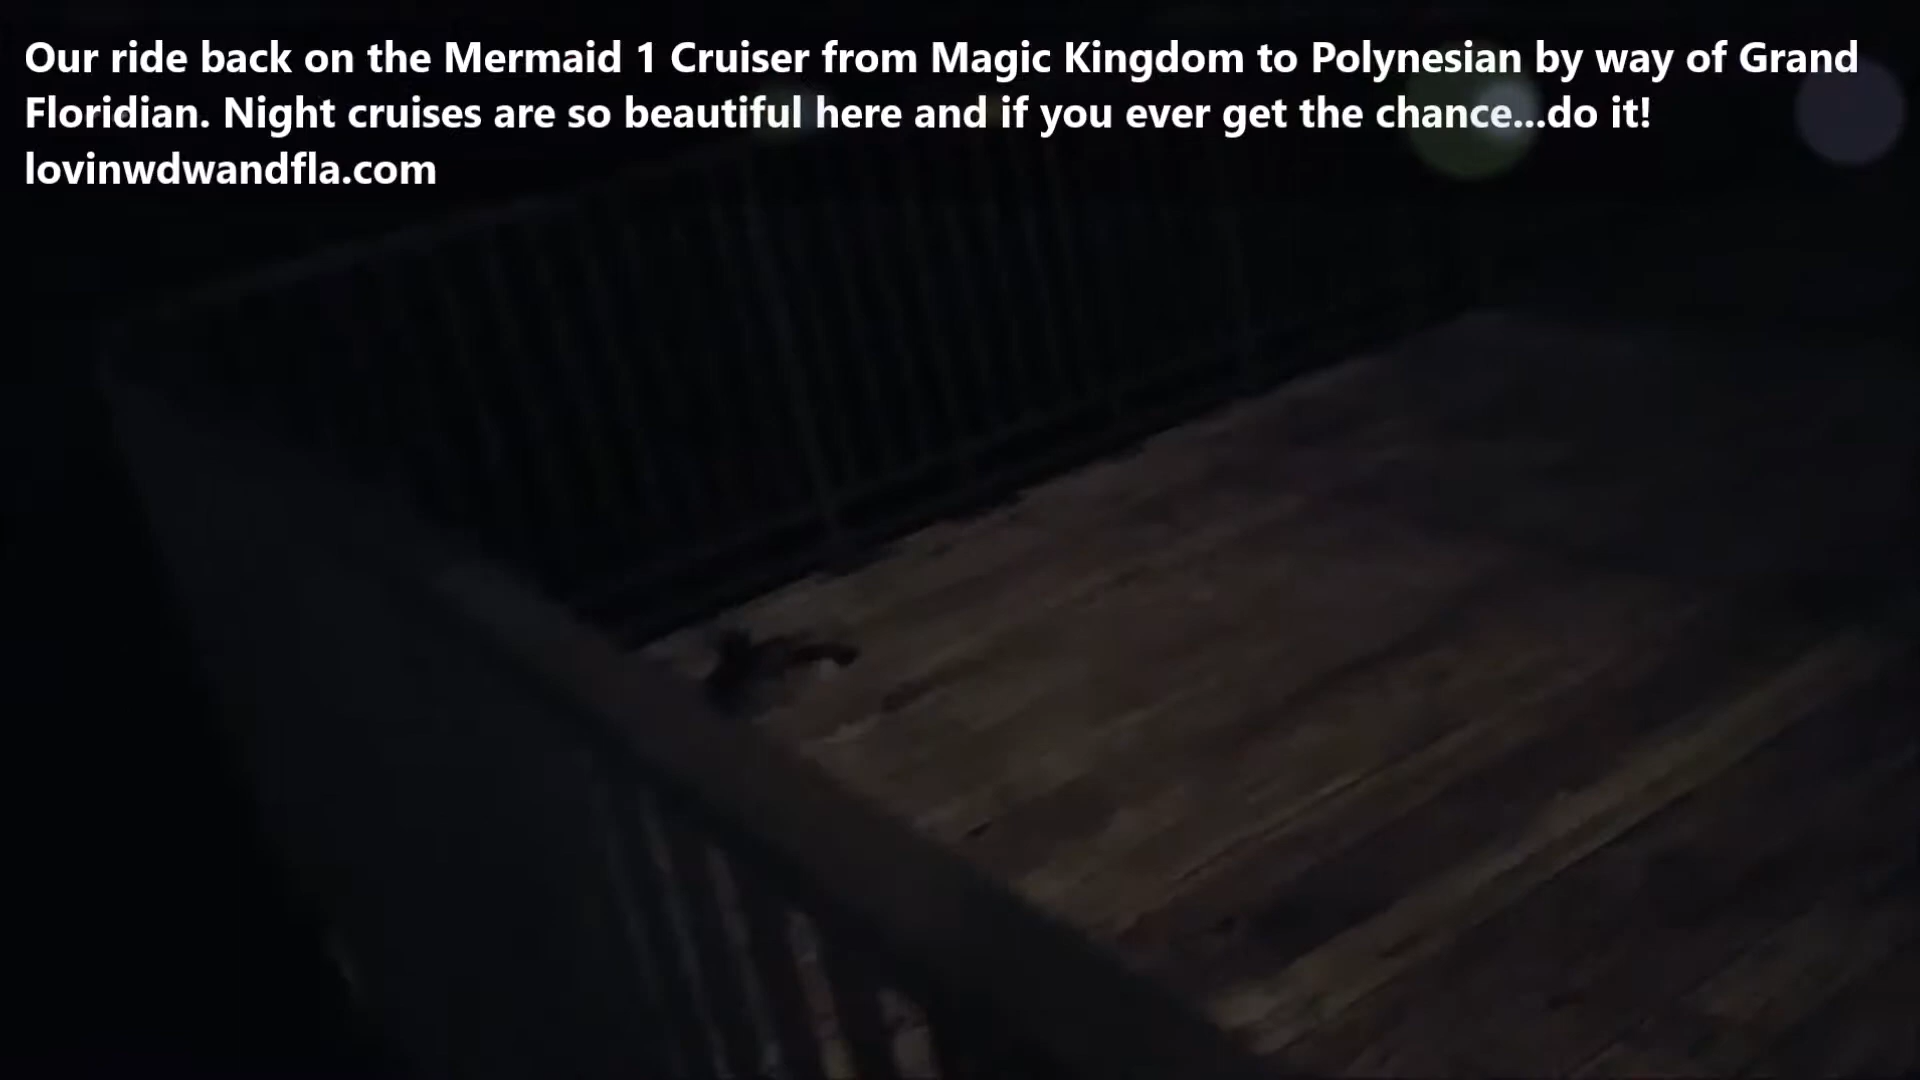 Our ride back on the Mermaid 1 Cruiser from Magic Kingdom to Polynesian by way of Grand
Floridian. Night cruises are so beautiful here and if you ever get the chance...do it!
lovinwdwandfla.com